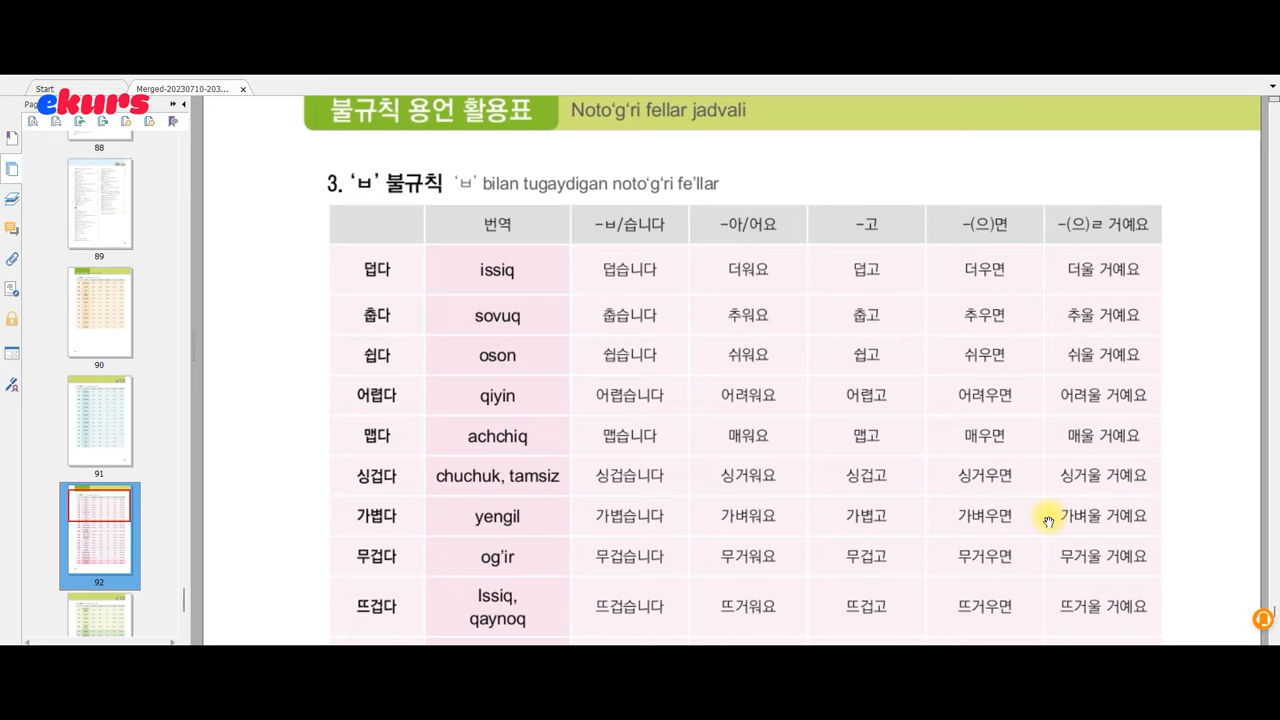 Start
Merged-20230710-203...
ekurs
88
89
90
91
92
불규칙 용언 활용표 Noto‘g‘ri fellar jadvali
3. ‘ㅂ’ 불규칙 ‘ㅂ’ bilan tugaydigan noto‘g‘ri fe’llar
번역 –ㅂ/습니다 –아/어요 –고 –(으)면 –(으)ㄹ 거예요
덥다 issiq 덥습니다 더워요 덥고 더우면 더울 거예요
춥다 sovuq 춥습니다 추워요 춥고 추우면 추울 거예요
쉽다 oson 쉽습니다 쉬워요 쉽고 쉬우면 쉬울 거예요
어렵다 qiyin 어렵습니다 어려워요 어렵고 어려우면 어려울 거예요
맵다 achchiq 맵습니다 매워요 맵고 매우면 매울 거예요
싱겁다 chuchuk, tamsiz 싱겁습니다 싱거워요 싱겁고 싱거우면 싱거울 거예요
가볍다 yengil 가볍습니다 가벼워요 가볍고 가벼우면 가벼울 거예요
무겁다 og’ir 무겁습니다 무거워요 무겁고 무거우면 무거울 거예요
뜨겁다 Issiq, qaynoq 뜨겁습니다 뜨거워요 뜨겁고 뜨거우면 뜨거울 거예요